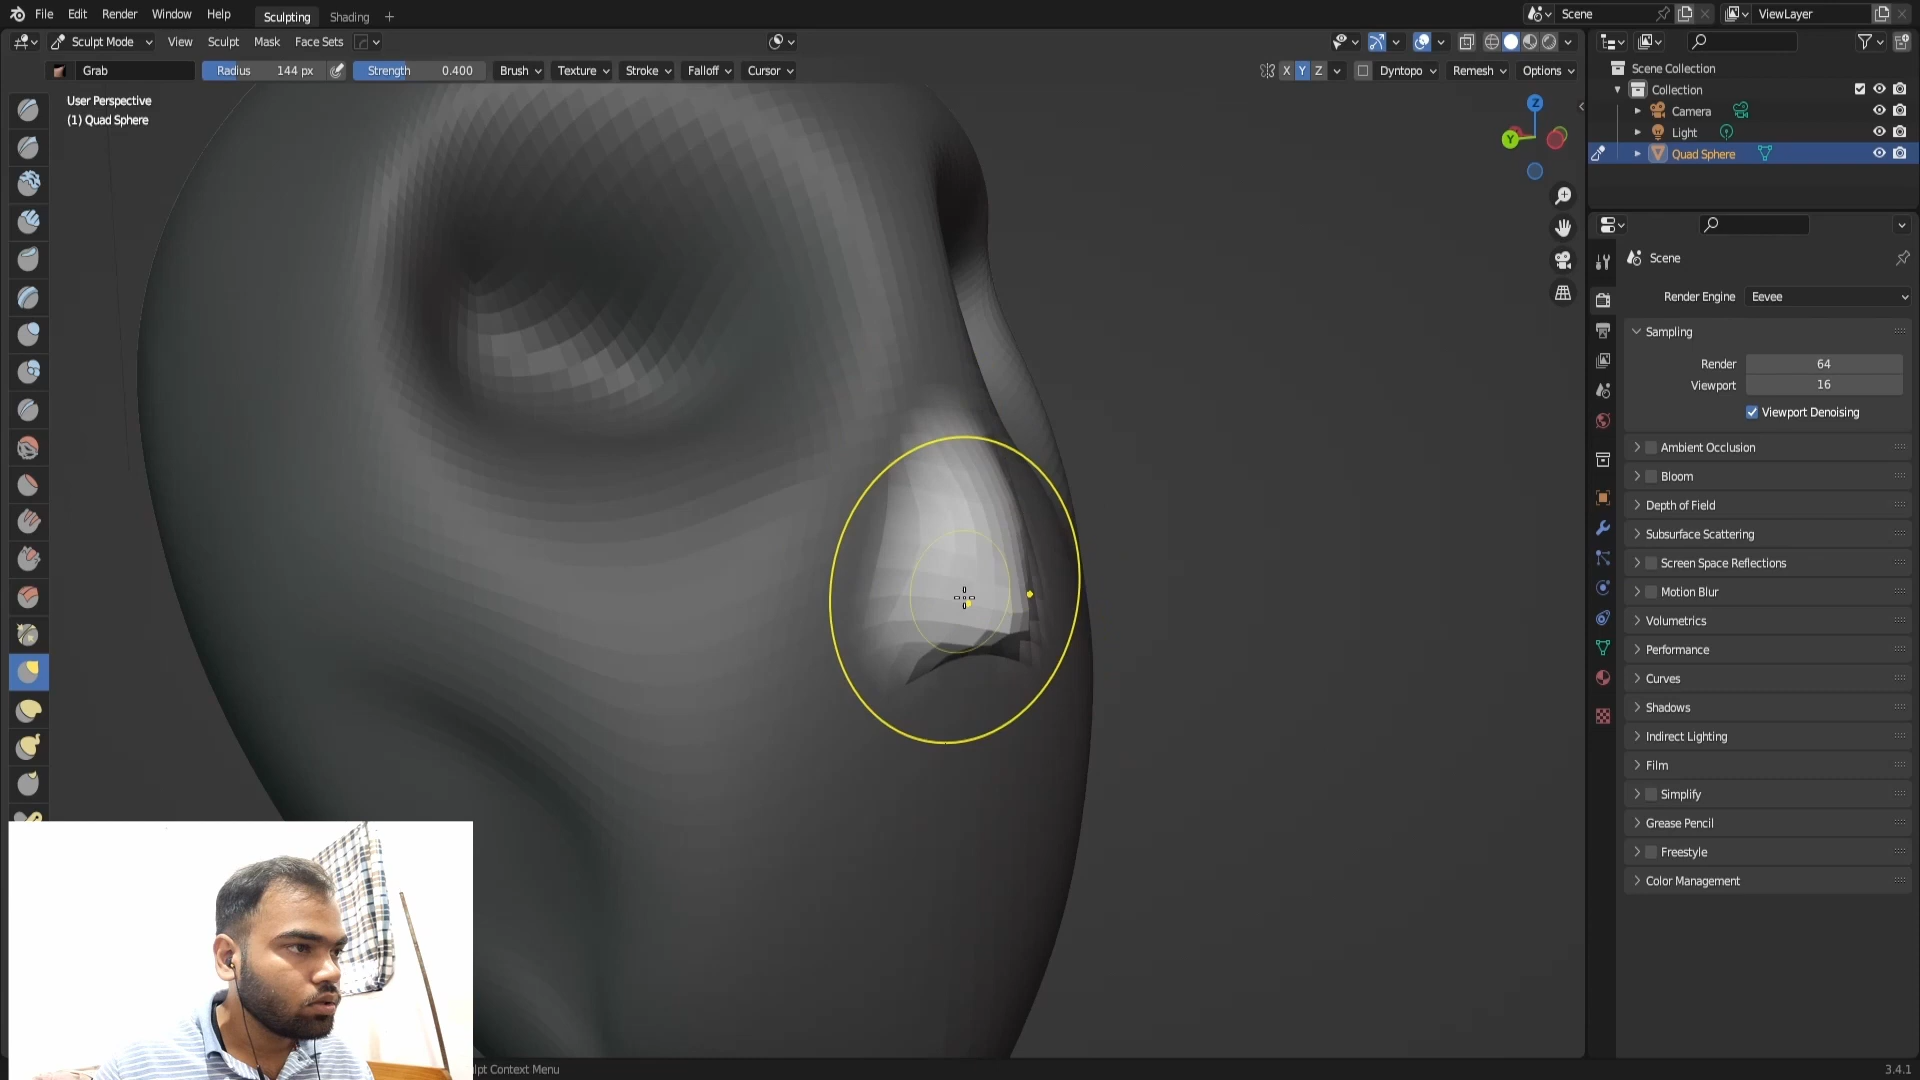 File Edit Render Window Help Sculpting Shading + Scene ViewLayer
Sculpt Mode View Sculpt Mask Face Sets
Grab Radius 144 px Strength 0.400 Brush Texture Stroke Falloff Cursor X Y Z Dyntopo Remesh Options
User Perspective
(1) Quad Sphere
Z
Y
Scene Collection
Collection
Camera
Light
Quad Sphere
Scene
Render Engine Eevee
Sampling
Render 64
Viewport 16
Viewport Denoising
Ambient Occlusion
Bloom
Depth of Field
Subsurface Scattering
Screen Space Reflections
Motion Blur
Volumetrics
Performance
Curves
Shadows
Indirect Lighting
Film
Simplify
Grease Pencil
Freestyle
Color Management
lpt Context Menu
3.4.1